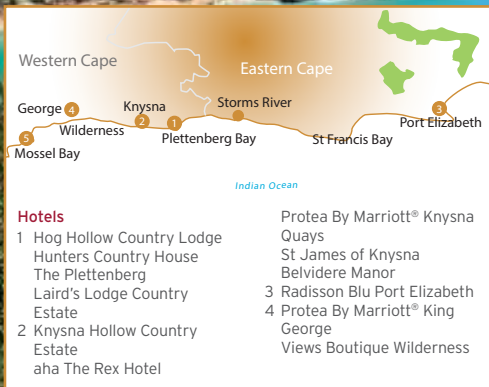 Western Cape
Eastern Cape
George 4
Knysna
Storms River
3
2
1
Wilderness
Port Elizabeth
5
Plettenberg Bay
St Francis Bay
Mossel Bay
Indian Ocean
Hotels
1 Hog Hollow Country Lodge
Hunters Country House
The Plettenberg
Laird's Lodge Country
Estate
2 Knysna Hollow Country
Estate
aha The Rex Hotel
Protea By Marriott® Knysna
Quays
St James of Knysna
Belvidere Manor
3 Radisson Blu Port Elizabeth
4 Protea By Marriott® King
George
Views Boutique Wilderness